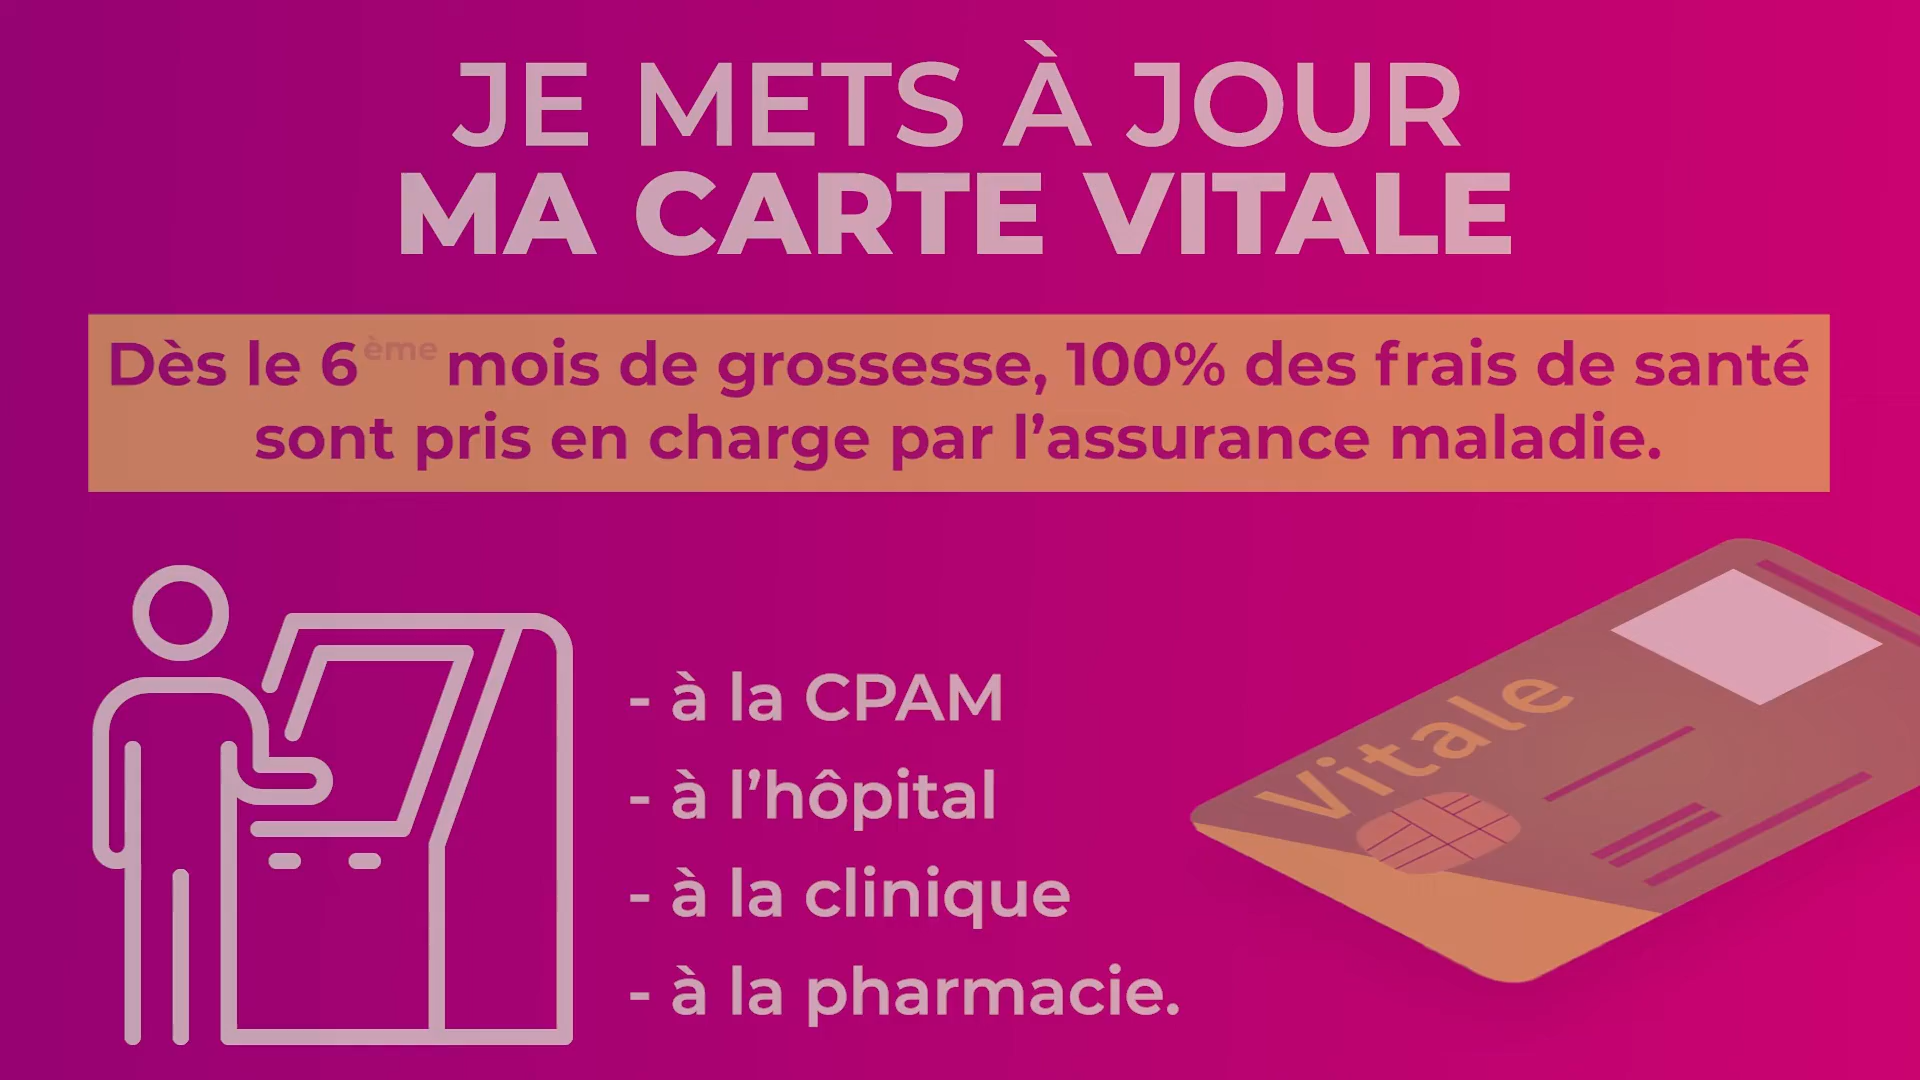 JE METS À JOUR
MA CARTE VITALE
Dès le 6ème mois de grossesse, 100% des frais de santé
sont pris en charge par l'assurance maladie.
- à la CPAM
- à l'hôpital
- à la clinique
- à la pharmacie.
Vitale